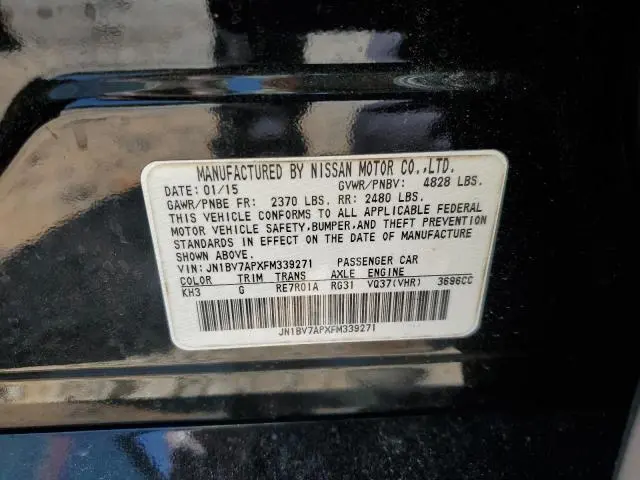 MANUFACTURED BY NISSAN MOTOR CO.,LTD.
DATE: 01/15 GVWR/PNBV: 4828 LBS.
GAWR/PNBE FR: 2370 LBS. RR: 2480 LBS.
THIS VEHICLE CONFORMS TO ALL APPLICABLE FEDERAL
MOTOR VEHICLE SAFETY,BUMPER,AND THEFT PREVENTION
STANDARDS IN EFFECT ON THE DATE OF MANUFACTURE
SHOWN ABOVE.
VIN: JN1BV7APXFM339271 PASSENGER CAR
COLOR TRIM TRANS AXLE ENGINE
KH3 G RE7R01A RG31 VQ37(VHR) 3696CC
JN1BV7APXFM339271